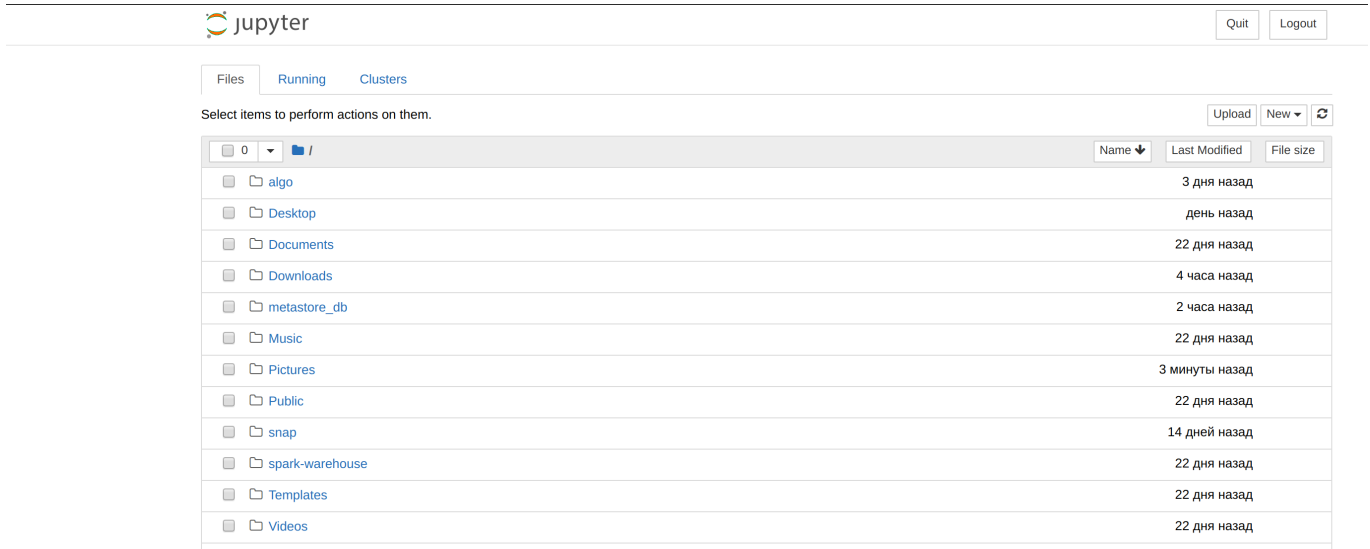 jupyter Quit Logout
Files Running Clusters
Select items to perform actions on them. Upload New
0 / Name Last Modified File size
algo 3 дня назад
Desktop день назад
Documents 22 дня назад
Downloads 4 часа назад
metastore_db 2 часа назад
Music 22 дня назад
Pictures 3 минуты назад
Public 22 дня назад
snap 14 дней назад
spark-warehouse 22 дня назад
Templates 22 дня назад
Videos 22 дня назад